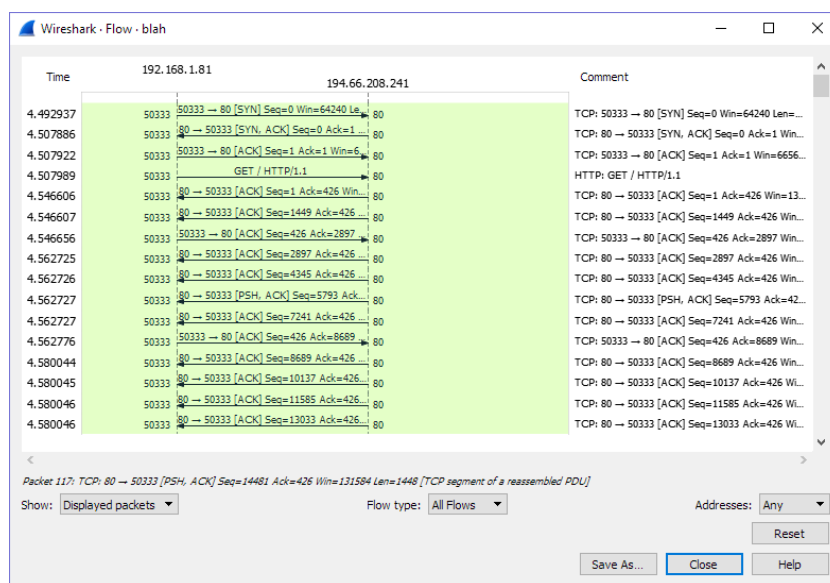 Wireshark · Flow · blah
Time 192.168.1.81 194.66.208.241 Comment
4.492937 50333 50333 → 80 [SYN] Seq=0 Win=64240 Le... 80 TCP: 50333 → 80 [SYN] Seq=0 Win=64240 Len=...
4.507886 50333 80 → 50333 [SYN, ACK] Seq=0 Ack=1 ... 80 TCP: 80 → 50333 [SYN, ACK] Seq=0 Ack=1 Win...
4.507922 50333 50333 → 80 [ACK] Seq=1 Ack=1 Win=6... 80 TCP: 50333 → 80 [ACK] Seq=1 Ack=1 Win=6656...
4.507989 50333 GET / HTTP/1.1 80 HTTP: GET / HTTP/1.1
4.546606 50333 80 → 50333 [ACK] Seq=1 Ack=426 Win... 80 TCP: 80 → 50333 [ACK] Seq=1 Ack=426 Win=13...
4.546607 50333 80 → 50333 [ACK] Seq=1449 Ack=426 ... 80 TCP: 80 → 50333 [ACK] Seq=1449 Ack=426 Win...
4.546656 50333 50333 → 80 [ACK] Seq=426 Ack=2897 ... 80 TCP: 50333 → 80 [ACK] Seq=426 Ack=2897 Win...
4.562725 50333 80 → 50333 [ACK] Seq=2897 Ack=426 ... 80 TCP: 80 → 50333 [ACK] Seq=2897 Ack=426 Win...
4.562726 50333 80 → 50333 [ACK] Seq=4345 Ack=426 ... 80 TCP: 80 → 50333 [ACK] Seq=4345 Ack=426 Win...
4.562727 50333 80 → 50333 [PSH, ACK] Seq=5793 Ack... 80 TCP: 80 → 50333 [PSH, ACK] Seq=5793 Ack=42...
4.562727 50333 80 → 50333 [ACK] Seq=7241 Ack=426 ... 80 TCP: 80 → 50333 [ACK] Seq=7241 Ack=426 Win...
4.562776 50333 50333 → 80 [ACK] Seq=426 Ack=8689 ... 80 TCP: 50333 → 80 [ACK] Seq=426 Ack=8689 Win...
4.580044 50333 80 → 50333 [ACK] Seq=8689 Ack=426 ... 80 TCP: 80 → 50333 [ACK] Seq=8689 Ack=426 Win...
4.580045 50333 80 → 50333 [ACK] Seq=10137 Ack=426... 80 TCP: 80 → 50333 [ACK] Seq=10137 Ack=426 Wi...
4.580046 50333 80 → 50333 [ACK] Seq=11585 Ack=426... 80 TCP: 80 → 50333 [ACK] Seq=11585 Ack=426 Wi...
4.580046 50333 80 → 50333 [ACK] Seq=13033 Ack=426... 80 TCP: 80 → 50333 [ACK] Seq=13033 Ack=426 Wi...
Packet 117: TCP: 80 → 50333 [PSH, ACK] Seq=14481 Ack=426 Win=131584 Len=1448 [TCP segment of a reassembled PDU]
Show: Displayed packets Flow type: All Flows Addresses: Any
Reset
Save As... Close Help